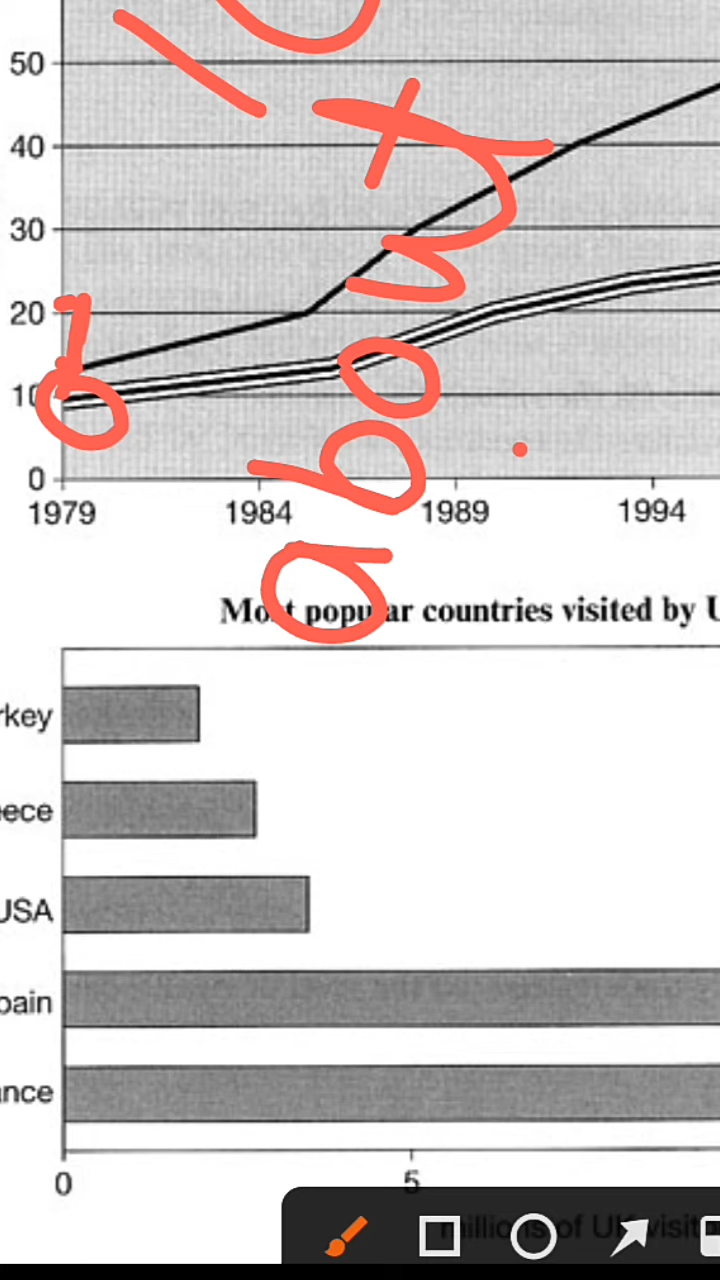 50
40
30
20
10
0
1979 1984 1989 1994
about
Most popular countries visited by U
rkey
eece
USA
pain
ance
0 5
millions of UK visit